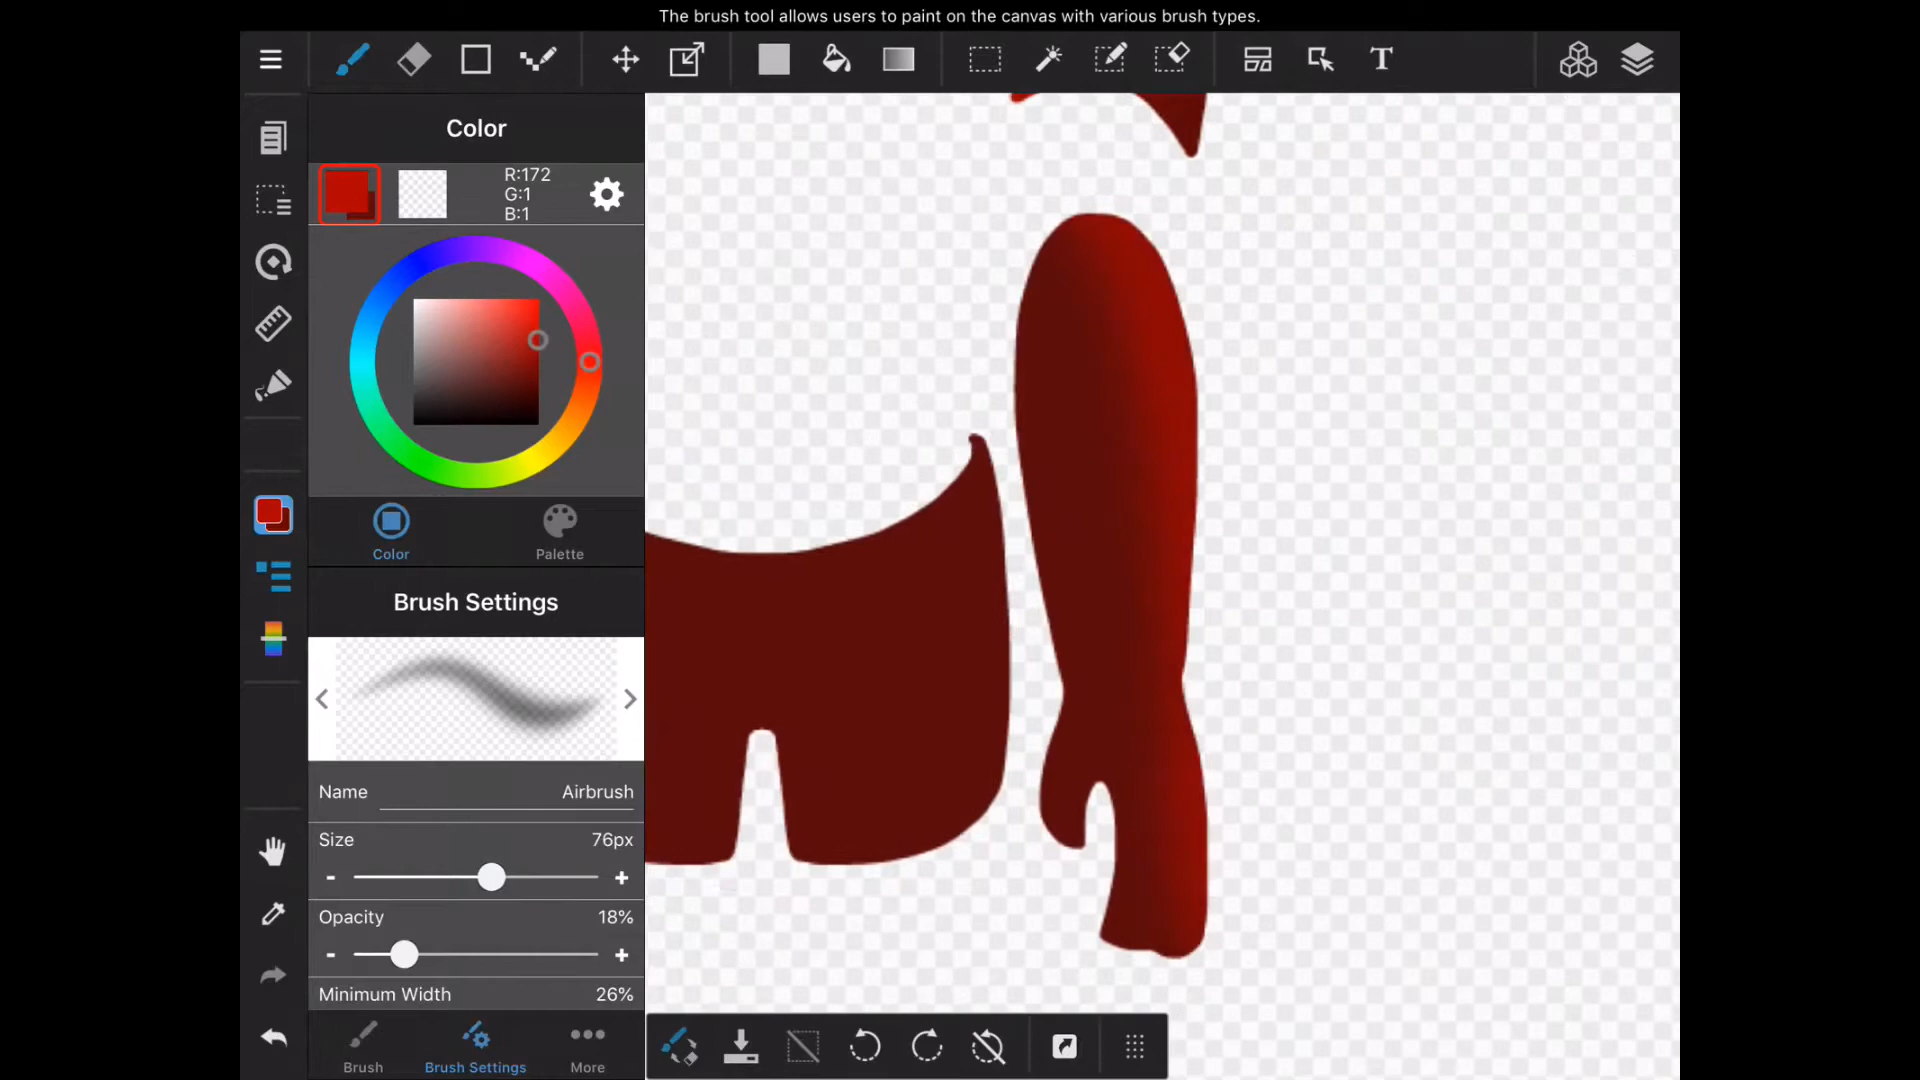 The brush tool allows users to paint on the canvas with various brush types.
T
Color
R:172
G:1
B:1
Color
Palette
Brush Settings
Name Airbrush
Size 76px
- +
Opacity 18%
- +
Minimum Width 26%
Brush
Brush Settings
More